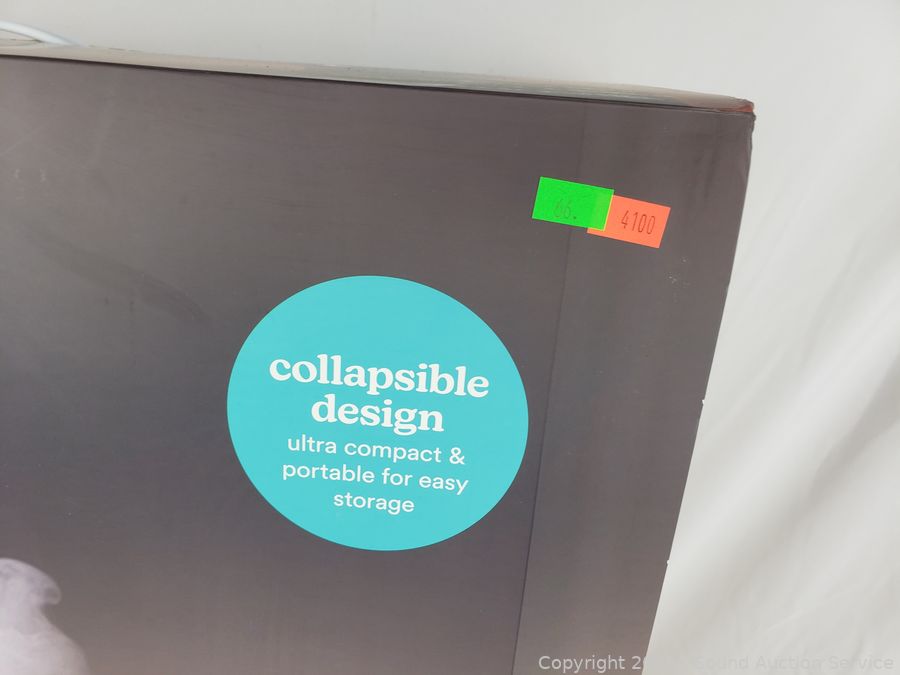 66.
4100
collapsible
design
ultra compact &
portable for easy
storage
Copyright Sound Auction Service